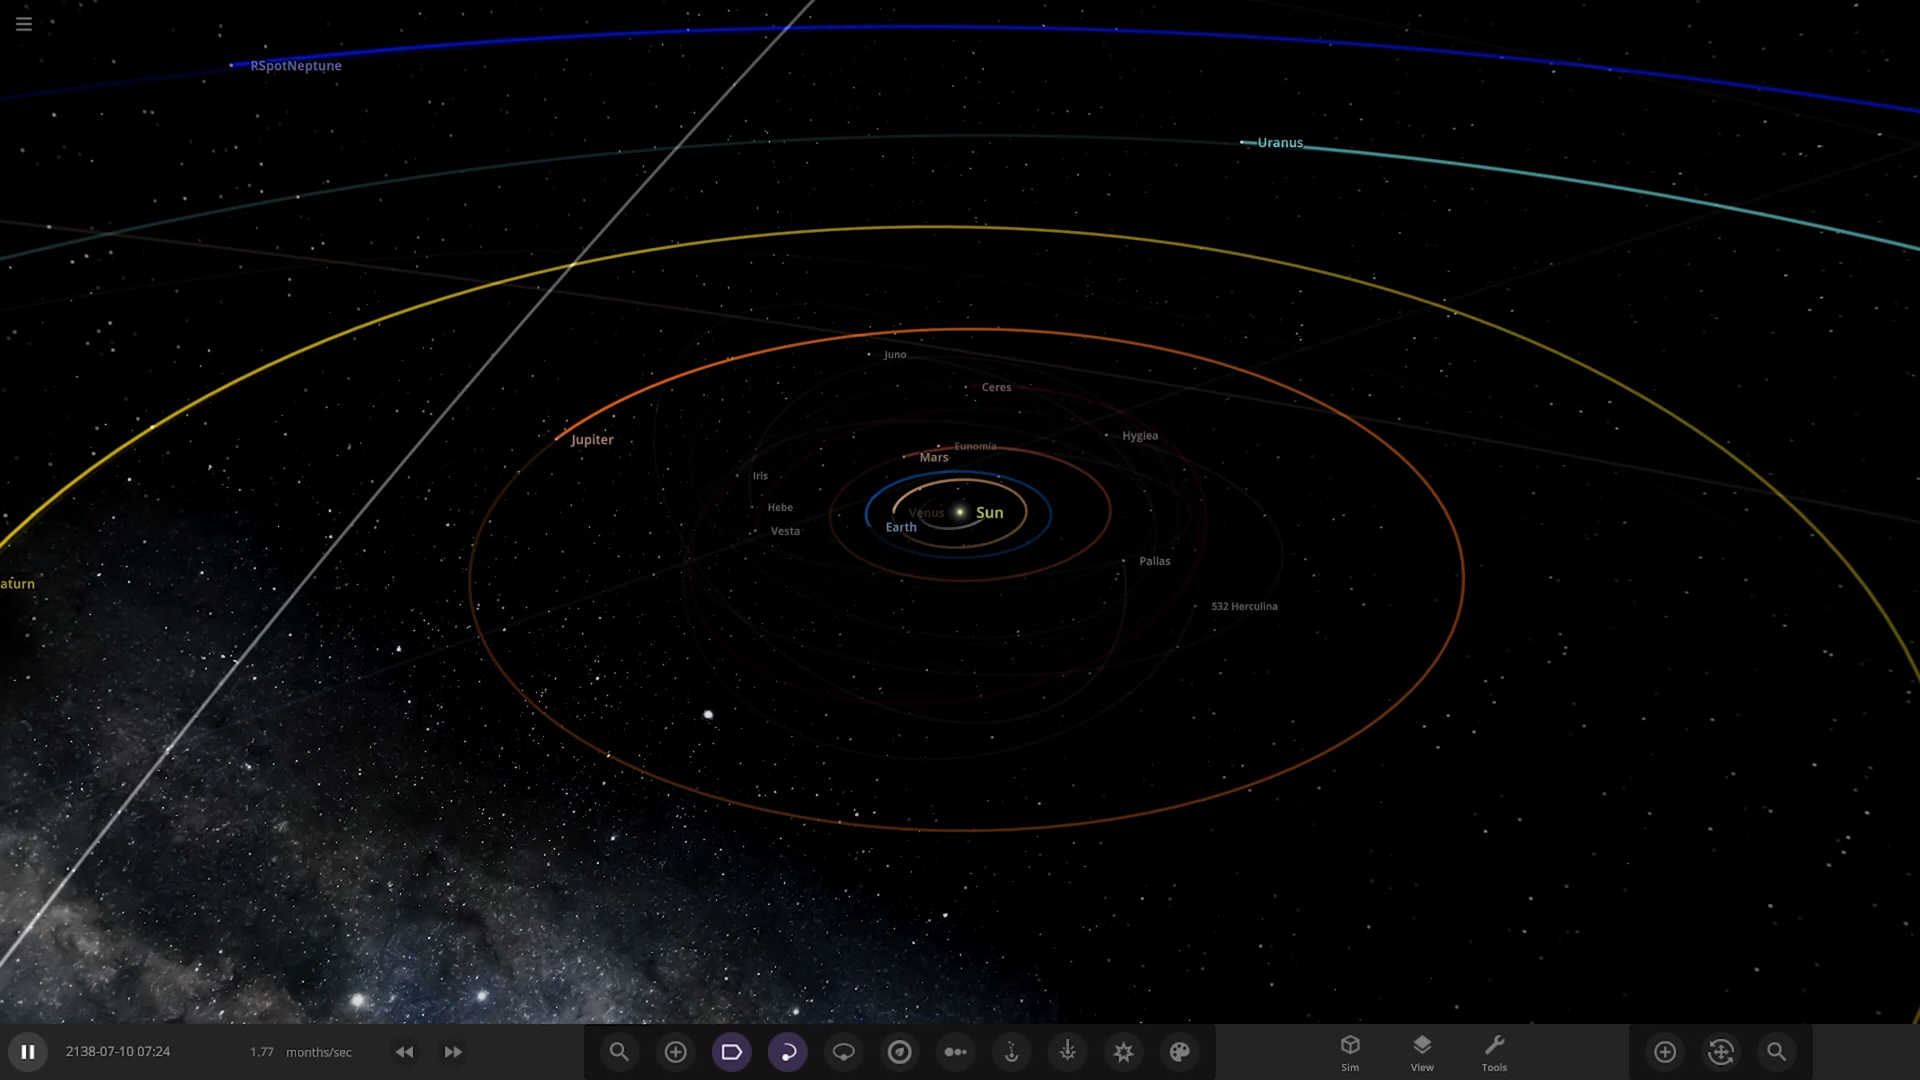 RSpotNeptune
Uranus
Juno
Ceres
Hygiea
Jupiter
Eunomia
Mars
Iris
Hebe
Venus
Sun
Earth
Vesta
Pallas
aturn
532 Herculina
2138-07-10 07:24
1.77 months/sec
Sim
View
Tools